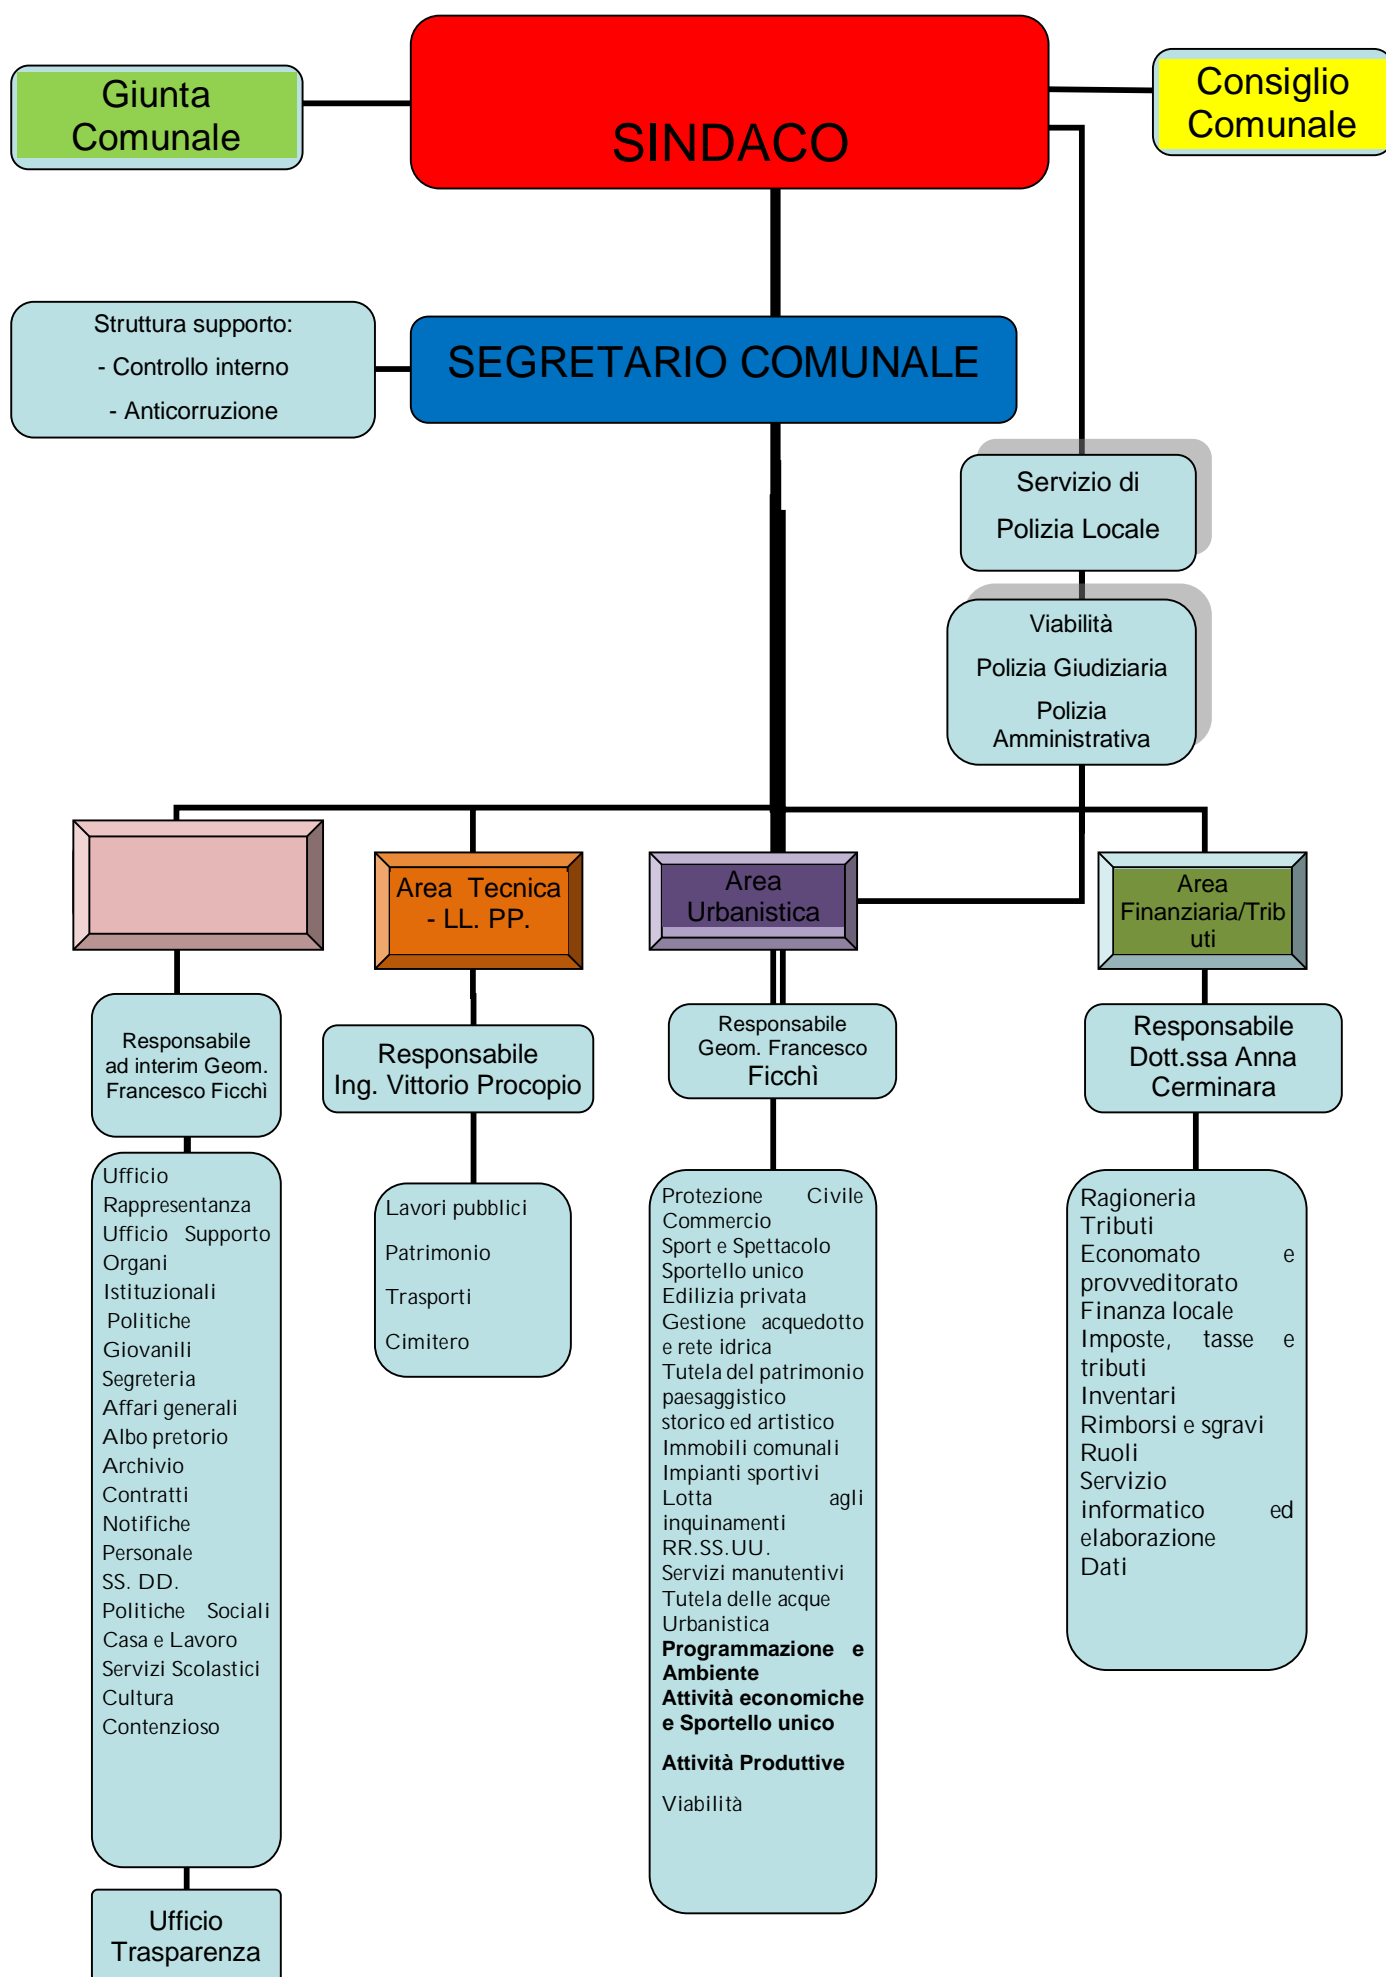 Giunta
Comunale
SINDACO
Consiglio
Comunale
Struttura supporto:
- Controllo interno
- Anticorruzione
SEGRETARIO COMUNALE
Servizio di
Polizia Locale
Viabilità
Polizia Giudiziaria
Polizia
Amministrativa
Area Tecnica
- LL. PP.
Area
Urbanistica
Area
Finanziaria/Trib
uti
Responsabile
ad interim Geom.
Francesco Ficchì
Responsabile
Ing. Vittorio Procopio
Responsabile
Geom. Francesco
Ficchì
Responsabile
Dott.ssa Anna
Cerminara
Ufficio
Rappresentanza
Ufficio Supporto
Organi
Istituzionali
Politiche
Giovanili
Segreteria
Affari generali
Albo pretorio
Archivio
Contratti
Notifiche
Personale
SS. DD.
Politiche Sociali
Casa e Lavoro
Servizi Scolastici
Cultura
Contenzioso
Lavori pubblici
Patrimonio
Trasporti
Cimitero
Protezione Civile
Commercio
Sport e Spettacolo
Sportello unico
Edilizia privata
Gestione acquedotto
e rete idrica
Tutela del patrimonio
paesaggistico
storico ed artistico
Immobili comunali
Impianti sportivi
Lotta agli
inquinamenti
RR.SS.UU.
Servizi manutentivi
Tutela delle acque
Urbanistica
Programmazione e
Ambiente
Attività economiche
e Sportello unico
Attività Produttive
Viabilità
Ragioneria
Tributi
Economato e
provveditorato
Finanza locale
Imposte, tasse e
tributi
Inventari
Rimborsi e sgravi
Ruoli
Servizio
informatico ed
elaborazione
Dati
Ufficio
Trasparenza